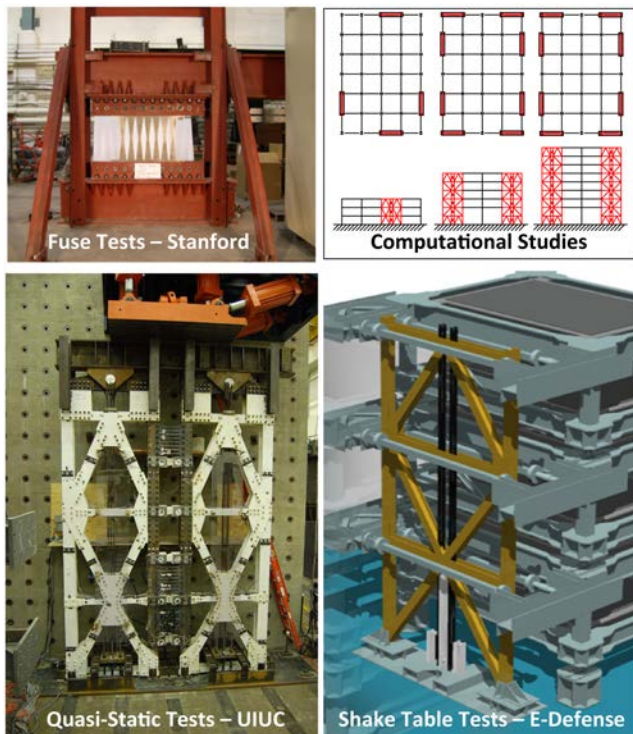 Fuse Tests – Stanford
Computational Studies
Quasi-Static Tests – UIUC
Shake Table Tests – E-Defense